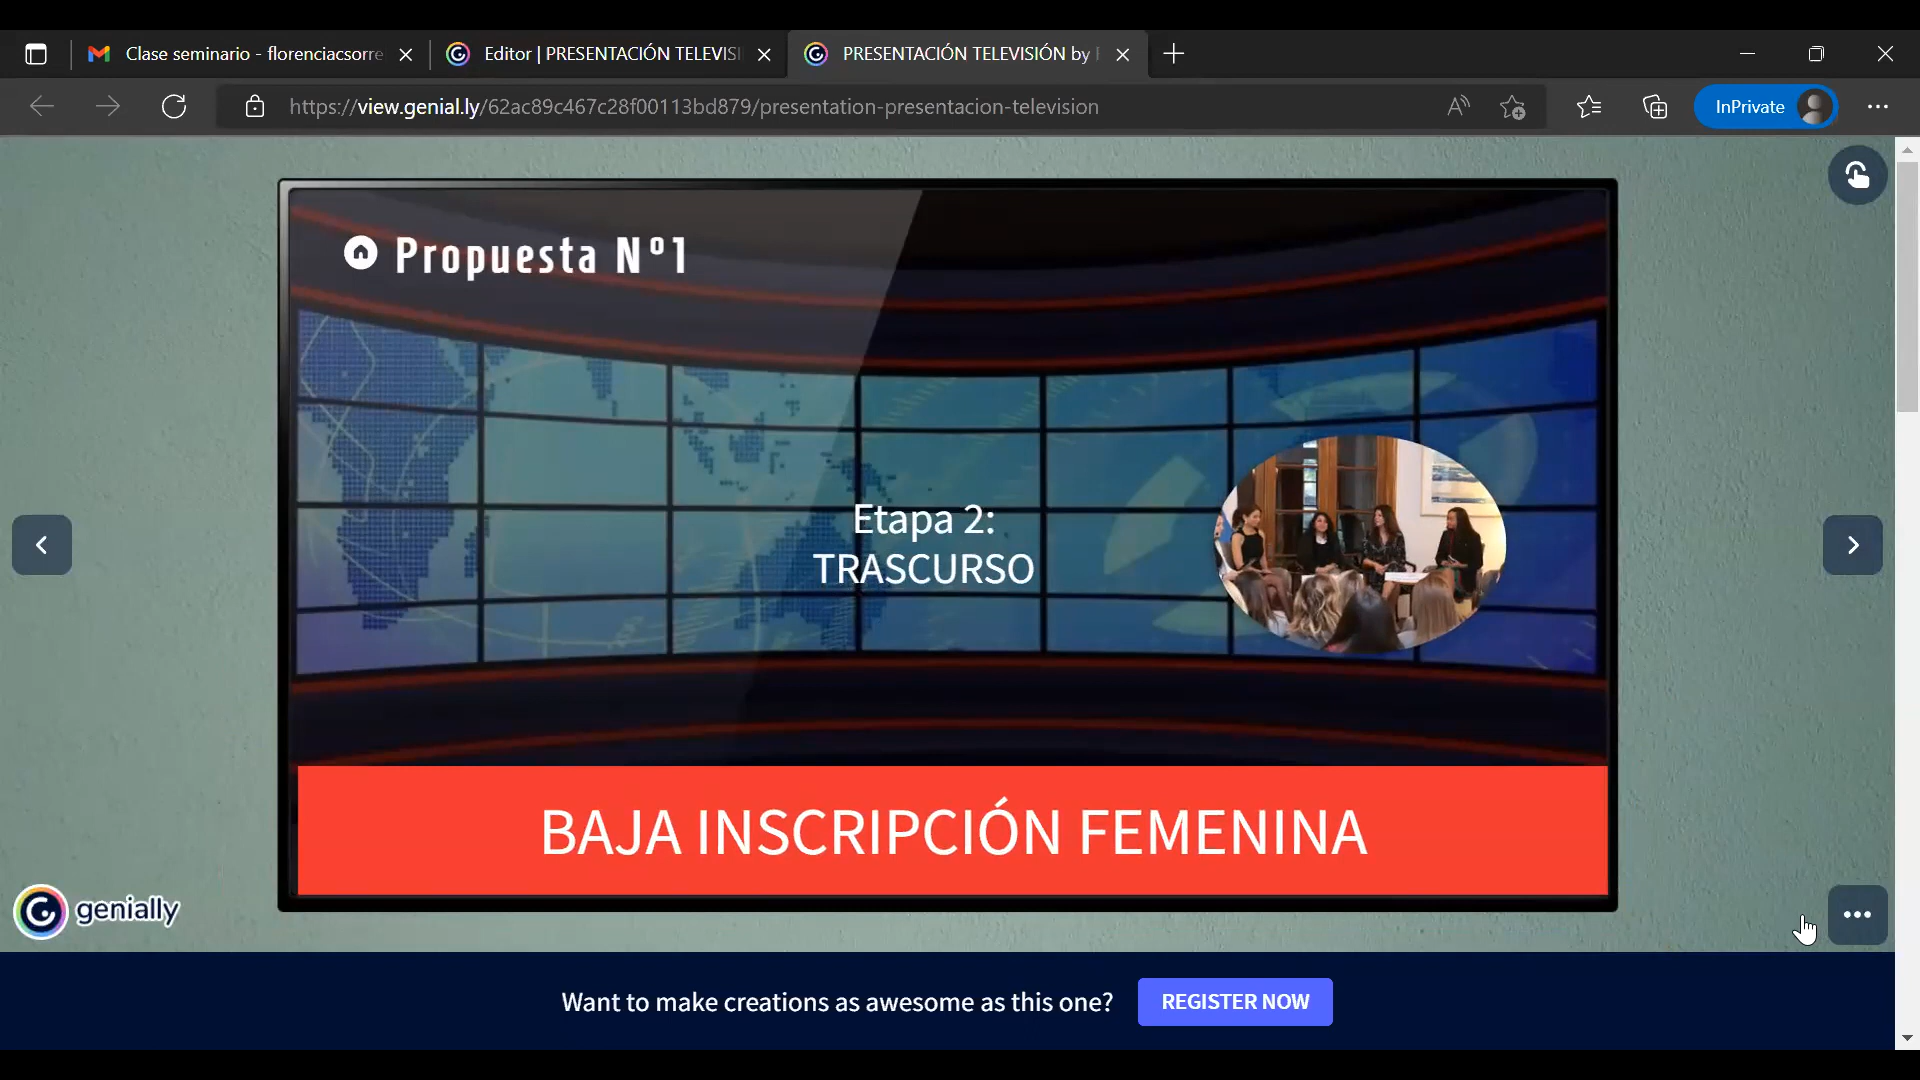 Clase seminario - florenciacsorre
Editor | PRESENTACIÓN TELEVISI
PRESENTACIÓN TELEVISIÓN by
https://view.genial.ly/62ac89c467c28f00113bd879/presentation-presentacion-television
InPrivate
Propuesta Nº1
Etapa 2:
TRASCURSO
BAJA INSCRIPCIÓN FEMENINA
genially
Want to make creations as awesome as this one?
REGISTER NOW